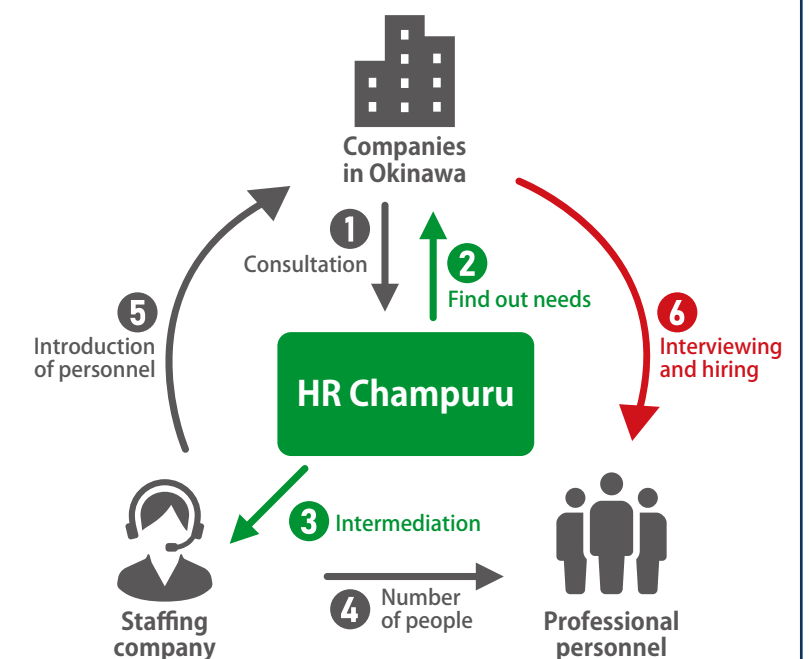 Companies
in Okinawa
1
Consultation
2
Find out needs
5
Introduction
of personnel
6
Interviewing
and hiring
HR Champuru
3 Intermediation
4
Number
of people
Staffing
company
Professional
personnel